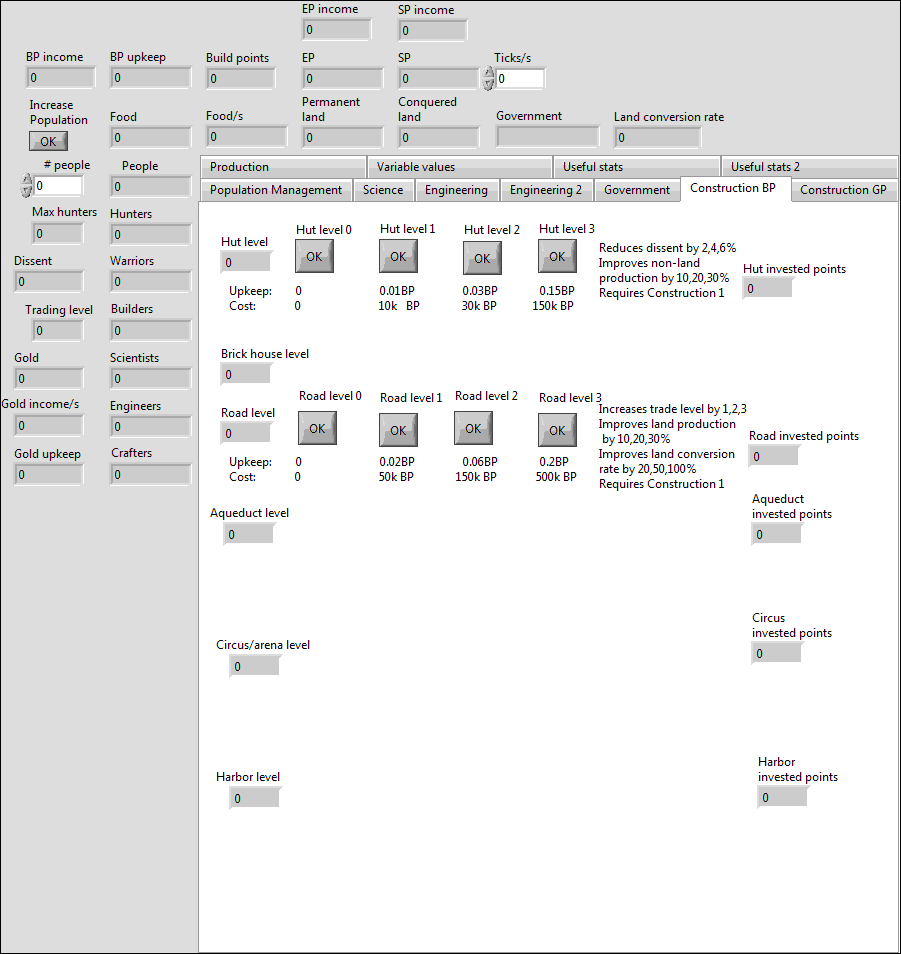 EP income SP income
0 0
BP income BP upkeep Build points EP SP Ticks/s
0 0 0 0 0 0
Increase
Population
OK
Food
0
Food/s
0
Permanent
land
0
Conquered
land
0
Government
0
Land conversion rate
0
# people People
0 0
Max hunters Hunters
0 0
Dissent Warriors
0 0
Trading level Builders
0 0
Gold Scientists
0 0
Gold income/s Engineers
0 0
Gold upkeep Crafters
0 0
Production Variable values Useful stats Useful stats 2
Population Management Science Engineering Engineering 2 Government Construction BP Construction GP
Hut level
0
Hut level 0 Hut level 1 Hut level 2 Hut level 3
OK OK OK OK
Upkeep: 0 0.01BP 0.03BP 0.15BP
Cost: 0 10k BP 30k BP 150k BP
Reduces dissent by 2,4,6%
Improves non-land
production by 10,20,30%
Requires Construction 1
Hut invested points
0
Brick house level
0
Road level
0
Road level 0 Road level 1 Road level 2 Road level 3
OK OK OK OK
Upkeep: 0 0.02BP 0.06BP 0.2BP
Cost: 0 50k BP 150k BP 500k BP
Increases trade level by 1,2,3
Improves land production
by 10,20,30%
Improves land conversion
rate by 20,50,100%
Requires Construction 1
Road invested points
0
Aqueduct level
0
Aqueduct
invested points
0
Circus/arena level
0
Circus
invested points
0
Harbor level
0
Harbor
invested points
0